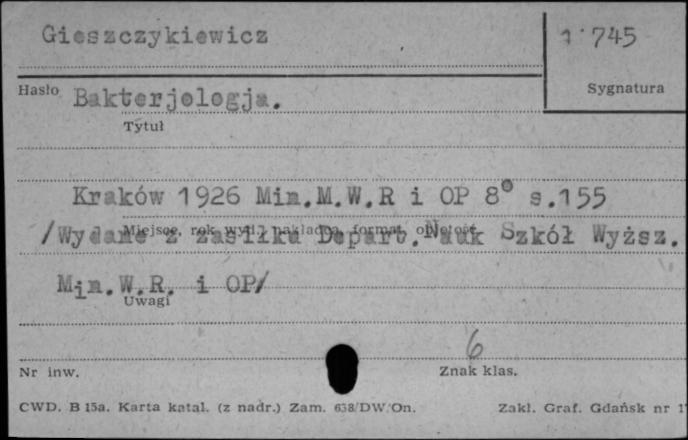 Gieszczykiewicz
1·745
Hasło
Sygnatura
Bakterjologja.
Tytuł
Kraków 1926 Min.M.W.R i OP 8° s.155
Miejsce, rok wyd., nakładca, format, objętość
/Wydane z zasiłku Depart.Nauk Szkół Wyższ.
Min.W.R. i OP/
Uwagi
6
Nr inw.
Znak klas.
CWD. B 15a. Karta katal. (z nadr.) Zam. 638/DW/On.
Zakł. Graf. Gdańsk nr